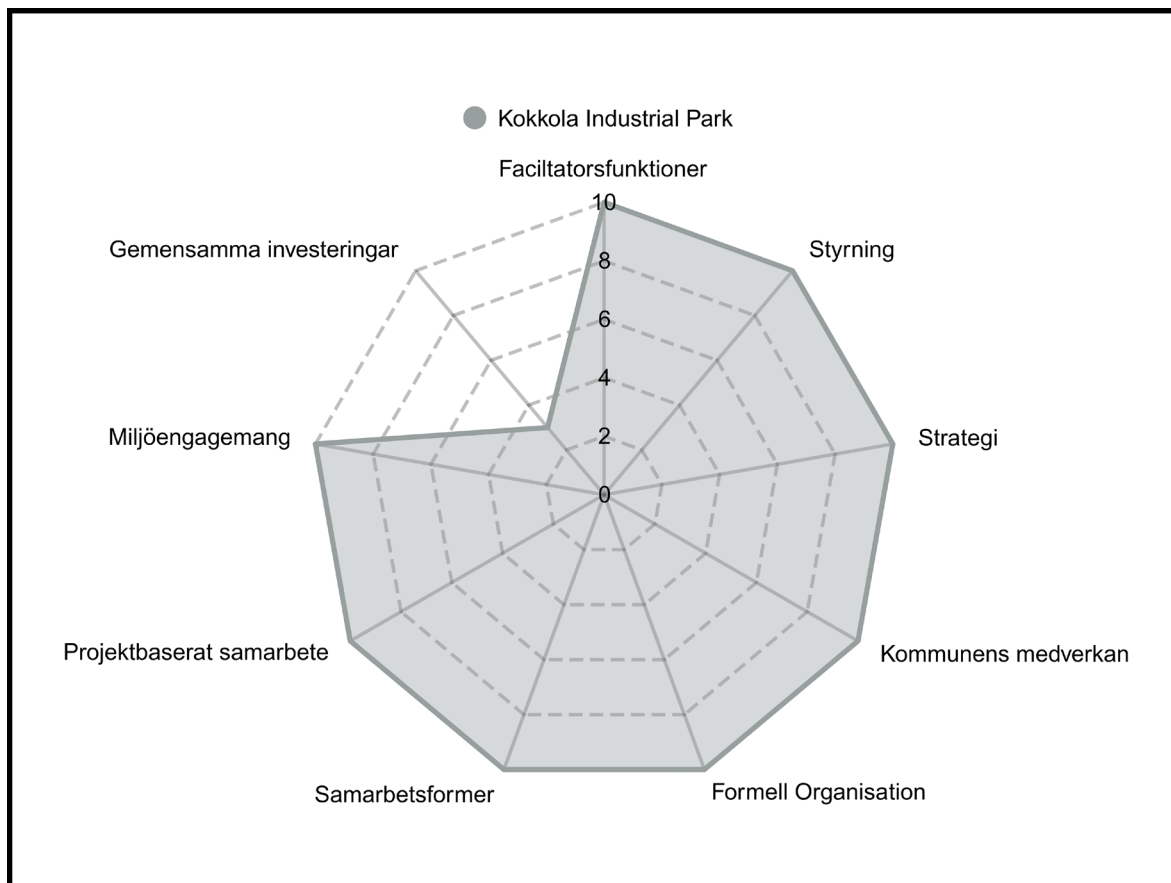 Kokkola Industrial Park
Faciltatorsfunktioner
10
Gemensamma investeringar
Styrning
8
6
4
Miljöengagemang
Strategi
2
0
Projektbaserat samarbete
Kommunens medverkan
Samarbetsformer
Formell Organisation